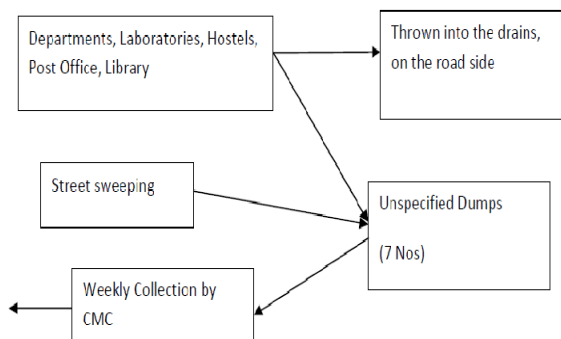 Departments, Laboratories, Hostels,
Post Office, Library
Thrown into the drains,
on the road side
Street sweeping
Unspecified Dumps
(7 Nos)
Weekly Collection by
CMC